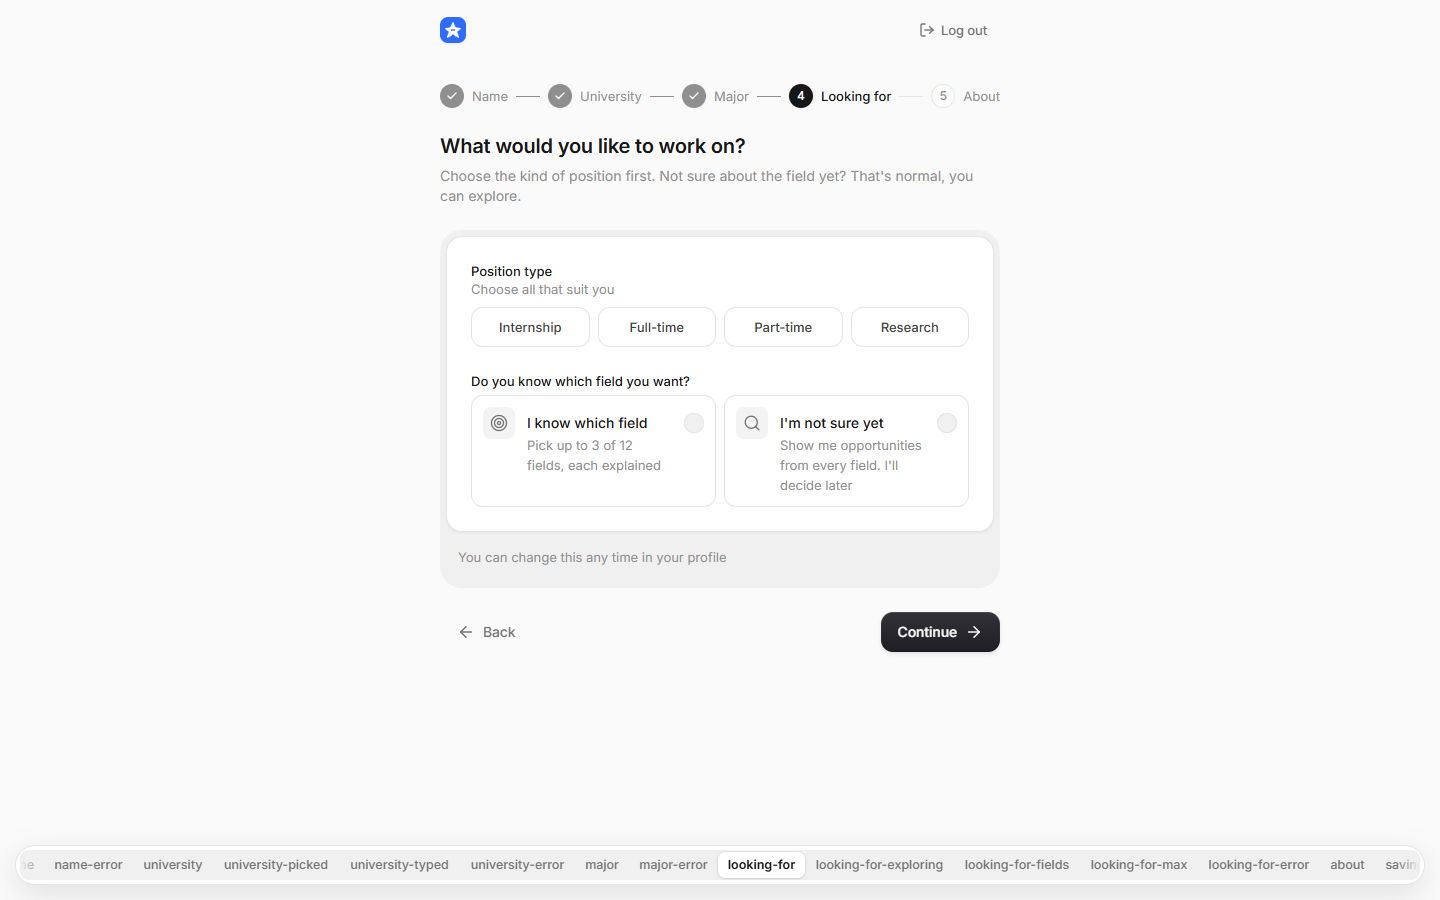 Log out
Name
University
Major
4 Looking for
5 About
What would you like to work on?
Choose the kind of position first. Not sure about the field yet? That's normal, you
can explore.
Position type
Choose all that suit you
Internship
Full-time
Part-time
Research
Do you know which field you want?
I know which field
Pick up to 3 of 12
fields, each explained
I'm not sure yet
Show me opportunities
from every field. I'll
decide later
You can change this any time in your profile
Back
Continue
name-error
university
university-picked
university-typed
university-error
major
major-error
looking-for
looking-for-exploring
looking-for-fields
looking-for-max
looking-for-error
about